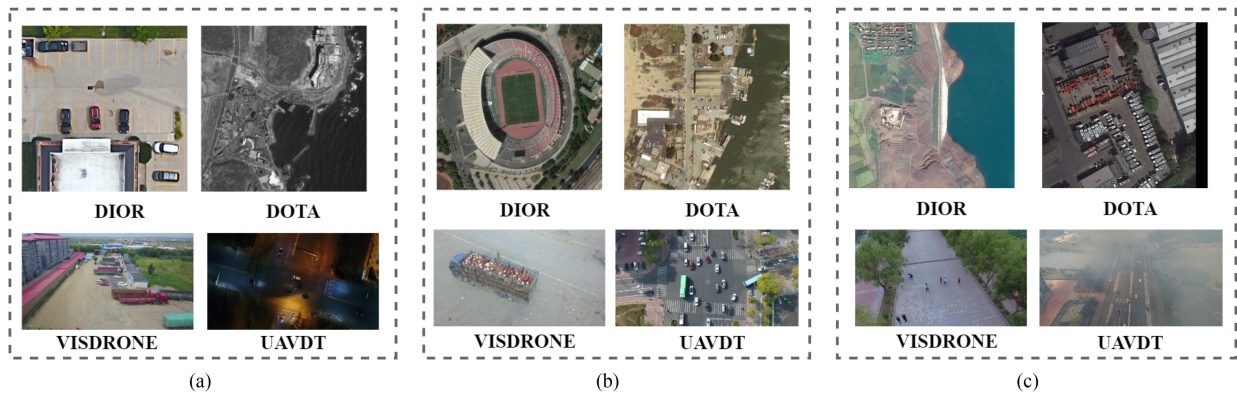 DIOR DOTA
VISDRONE UAVDT
(a)
DIOR DOTA
VISDRONE UAVDT
(b)
DIOR DOTA
VISDRONE UAVDT
(c)